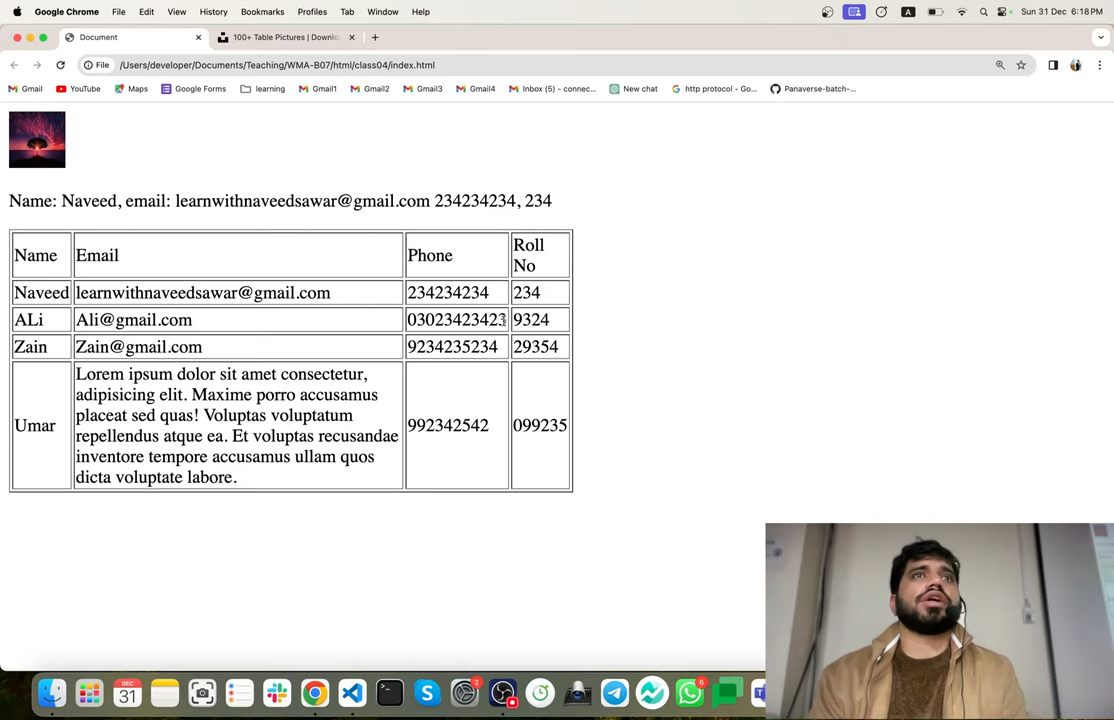 Google Chrome File Edit View History Bookmarks Profiles Tab Window Help A Sun 31 Dec 6:18 PM
Document 100+ Table Pictures | Downlo
File /Users/developer/Documents/Teaching/WMA-B07/html/class04/index.html
Gmail YouTube Maps Google Forms learning Gmail1 Gmail2 Gmail3 Gmail4 Inbox (5) - connec... New chat http protocol - Go... Panaverse-batch-...
Name: Naveed, email: learnwithnaveedsawar@gmail.com 234234234, 234
Name Email Phone Roll No
Naveed learnwithnaveedsawar@gmail.com 234234234 234
ALi Ali@gmail.com 03023423423 9324
Zain Zain@gmail.com 9234235234 29354
Umar
Lorem ipsum dolor sit amet consectetur,
adipisicing elit. Maxime porro accusamus
placeat sed quas! Voluptas voluptatum
repellendus atque ea. Et voluptas recusandae
inventore tempore accusamus ullam quos
dicta voluptate labore.
992342542 099235
DEC
31
2
6